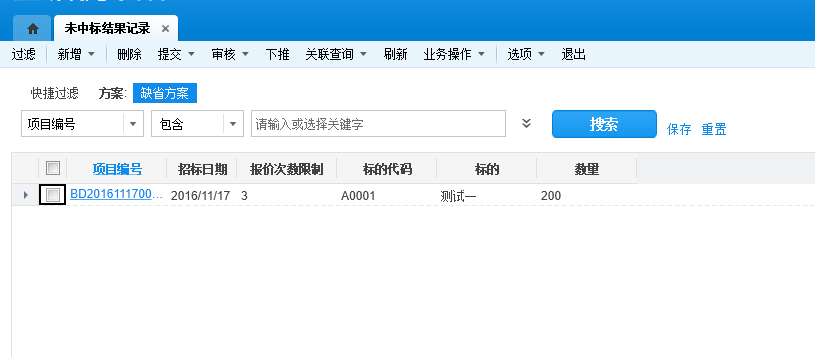 未中标结果记录 ×
过滤 新增 删除 提交 审核 下推 关联查询 刷新 业务操作 选项 退出
快捷过滤 方案: 缺省方案
项目编号 包含 请输入或选择关键字 搜索 保存 重置
项目编号 招标日期 报价次数限制 标的代码 标的 数量
BD2016111700... 2016/11/17 3 A0001 测试一 200